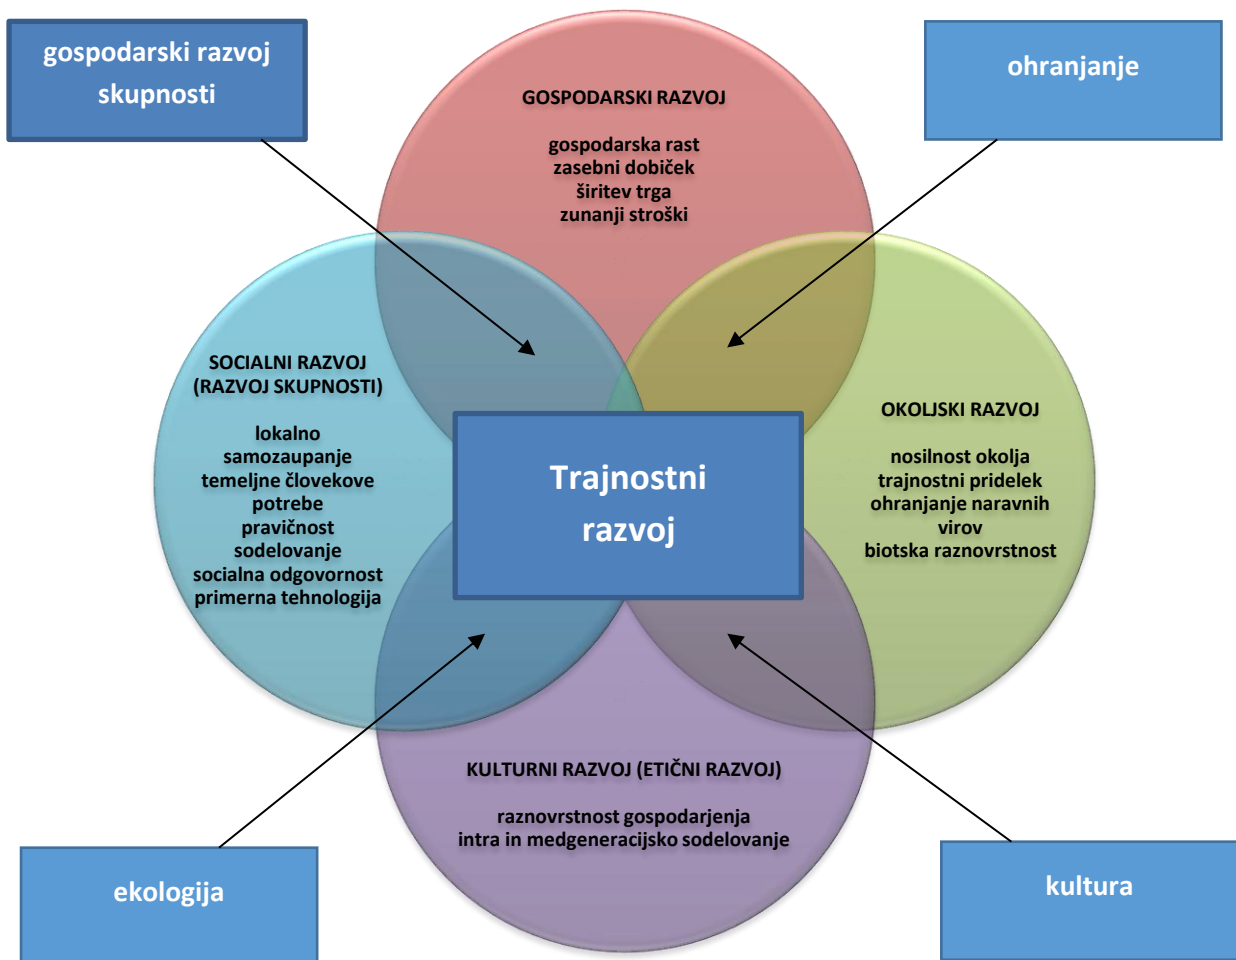 gospodarski razvoj
skupnosti
ohranjanje
GOSPODARSKI RAZVOJ
gospodarska rast
zasebni dobiček
širitev trga
zunanji stroški
SOCIALNI RAZVOJ
(RAZVOJ SKUPNOSTI)
lokalno
samozaupanje
temeljne človekove
potrebe
pravičnost
sodelovanje
socialna odgovornost
primerna tehnologija
Trajnostni
razvoj
OKOLJSKI RAZVOJ
nosilnost okolja
trajnostni pridelek
ohranjanje naravnih
virov
biotska raznovrstnost
KULTURNI RAZVOJ (ETIČNI RAZVOJ)
raznovrstnost gospodarjenja
intra in medgeneracijsko sodelovanje
ekologija
kultura